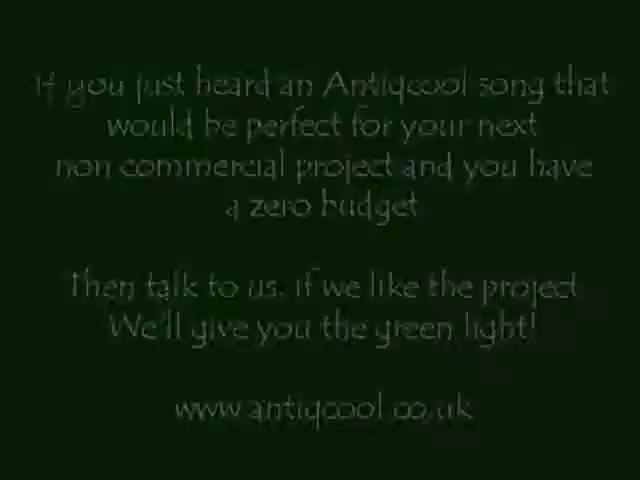 If you just heard an Antiqcool song that
would be perfect for your next
non commercial project and you have
a zero budget
Then talk to us, if we like the project
We'll give you the green light!
www.antiqcool.co.uk